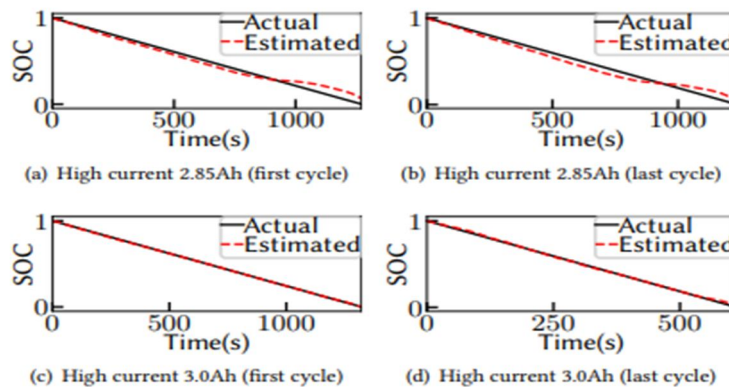 1
SOC
0
Actual
Estimated
0 500 1000
Time(s)
(a) High current 2.85Ah (first cycle)
1
SOC
0
Actual
Estimated
0 500 1000
Time(s)
(b) High current 2.85Ah (last cycle)
1
SOC
0
Actual
Estimated
0 500 1000
Time(s)
(c) High current 3.0Ah (first cycle)
1
SOC
0
Actual
Estimated
0 250 500
Time(s)
(d) High current 3.0Ah (last cycle)